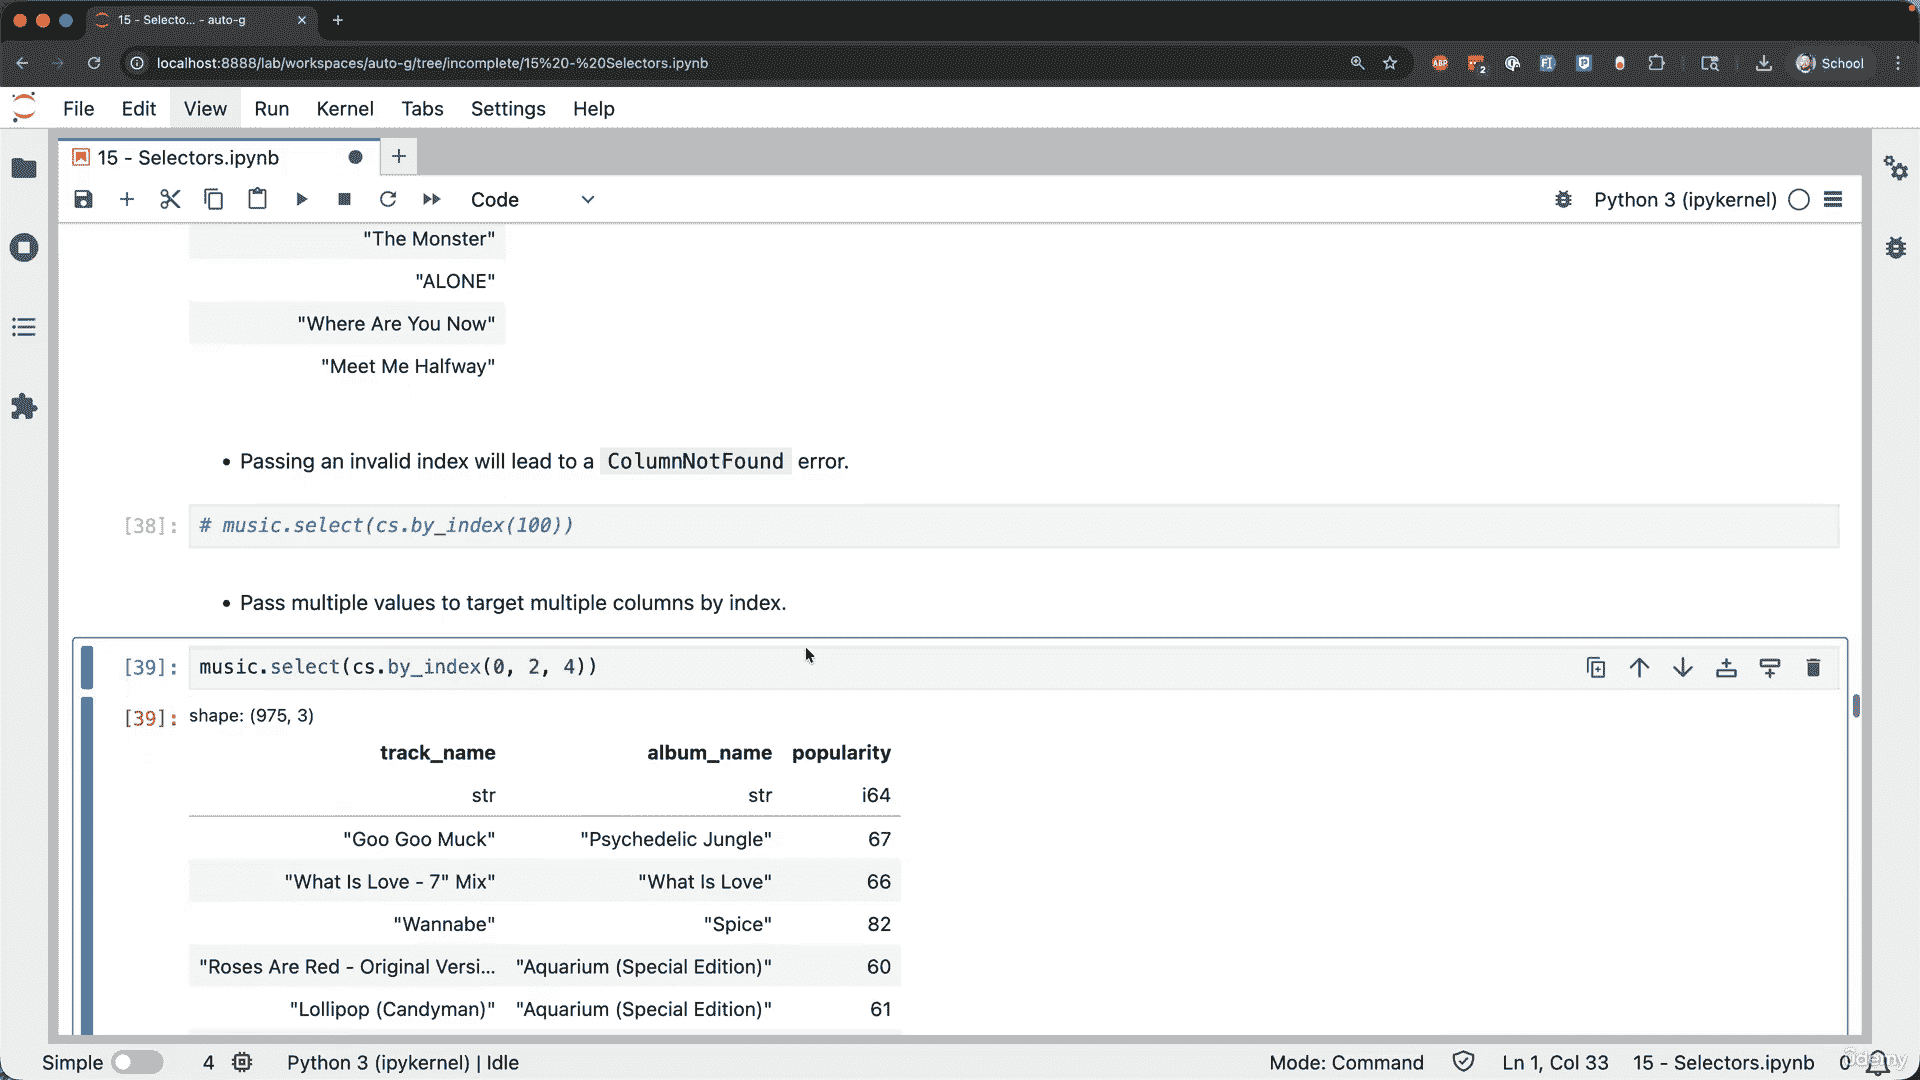 15 - Selecto... - auto-g
localhost:8888/lab/workspaces/auto-g/tree/incomplete/15%20-%20Selectors.ipynb
ABP
2
School
File Edit View Run Kernel Tabs Settings Help
15 - Selectors.ipynb
Code
Python 3 (ipykernel)
"The Monster"
"ALONE"
"Where Are You Now"
"Meet Me Halfway"
• Passing an invalid index will lead to a ColumnNotFound error.
[38]: # music.select(cs.by_index(100))
• Pass multiple values to target multiple columns by index.
[39]: music.select(cs.by_index(0, 2, 4))
[39]: shape: (975, 3)
track_name album_name popularity
str str i64
"Goo Goo Muck" "Psychedelic Jungle" 67
"What Is Love - 7" Mix" "What Is Love" 66
"Wannabe" "Spice" 82
"Roses Are Red - Original Versi... "Aquarium (Special Edition)" 60
"Lollipop (Candyman)" "Aquarium (Special Edition)" 61
Simple 4 Python 3 (ipykernel) | Idle Mode: Command Ln 1, Col 33 15 - Selectors.ipynb 0
udemy